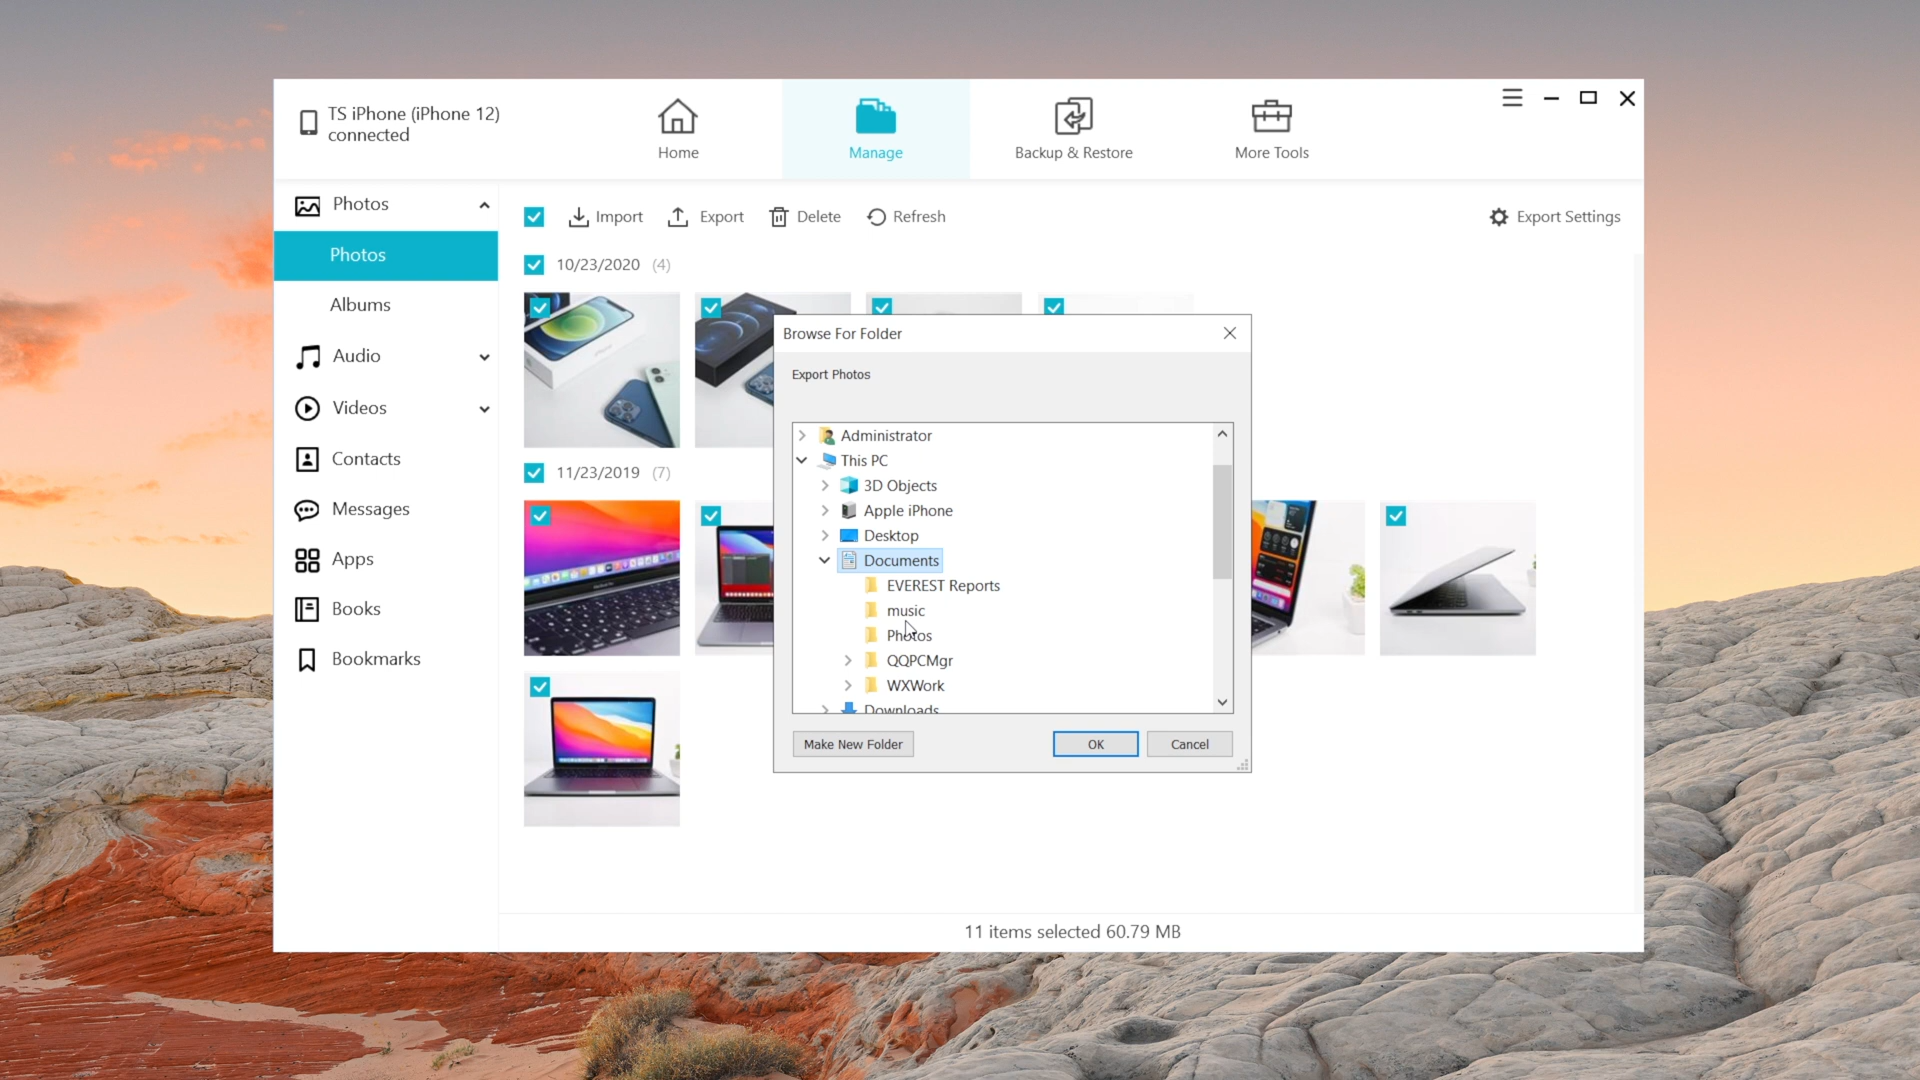 TS iPhone (iPhone 12)
connected
Home
Manage
Backup & Restore
More Tools
Photos
Photos
Albums
Audio
Videos
Contacts
Messages
Apps
Books
Bookmarks
Import
Export
Delete
Refresh
Export Settings
10/23/2020 (4)
11/23/2019 (7)
Browse For Folder
Export Photos
Administrator
This PC
3D Objects
Apple iPhone
Desktop
Documents
EVEREST Reports
music
Photos
QQPCMgr
WXWork
Downloads
Make New Folder
OK
Cancel
11 items selected 60.79 MB